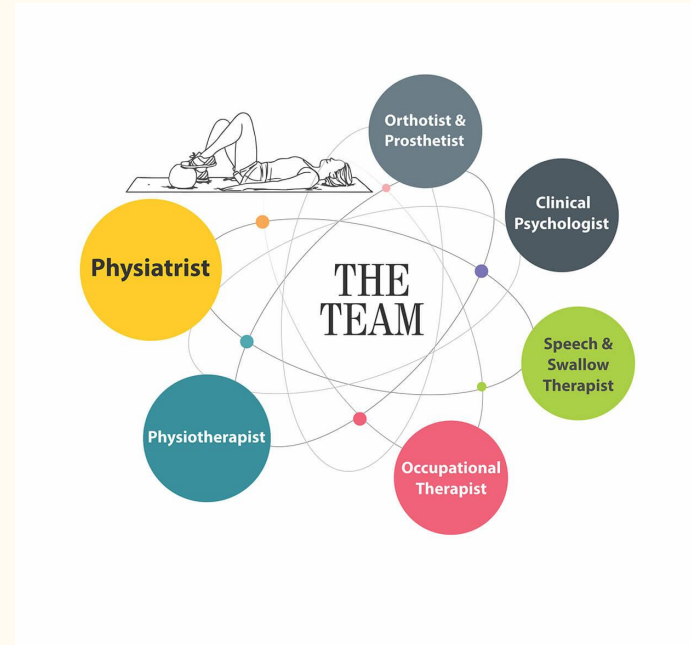 Orthotist &
Prosthetist
Clinical
Psychologist
Physiatrist
THE
TEAM
Speech &
Swallow
Therapist
Physiotherapist
Occupational
Therapist